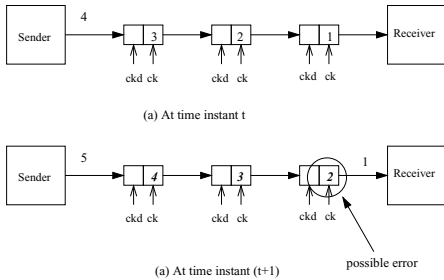 4
Sender 3 2 1 Receiver
ckd ck ckd ck ckd ck
(a) At time instant t
5 1
Sender 4 3 2 Receiver
ckd ck ckd ck ckd ck
possible error
(a) At time instant (t+1)